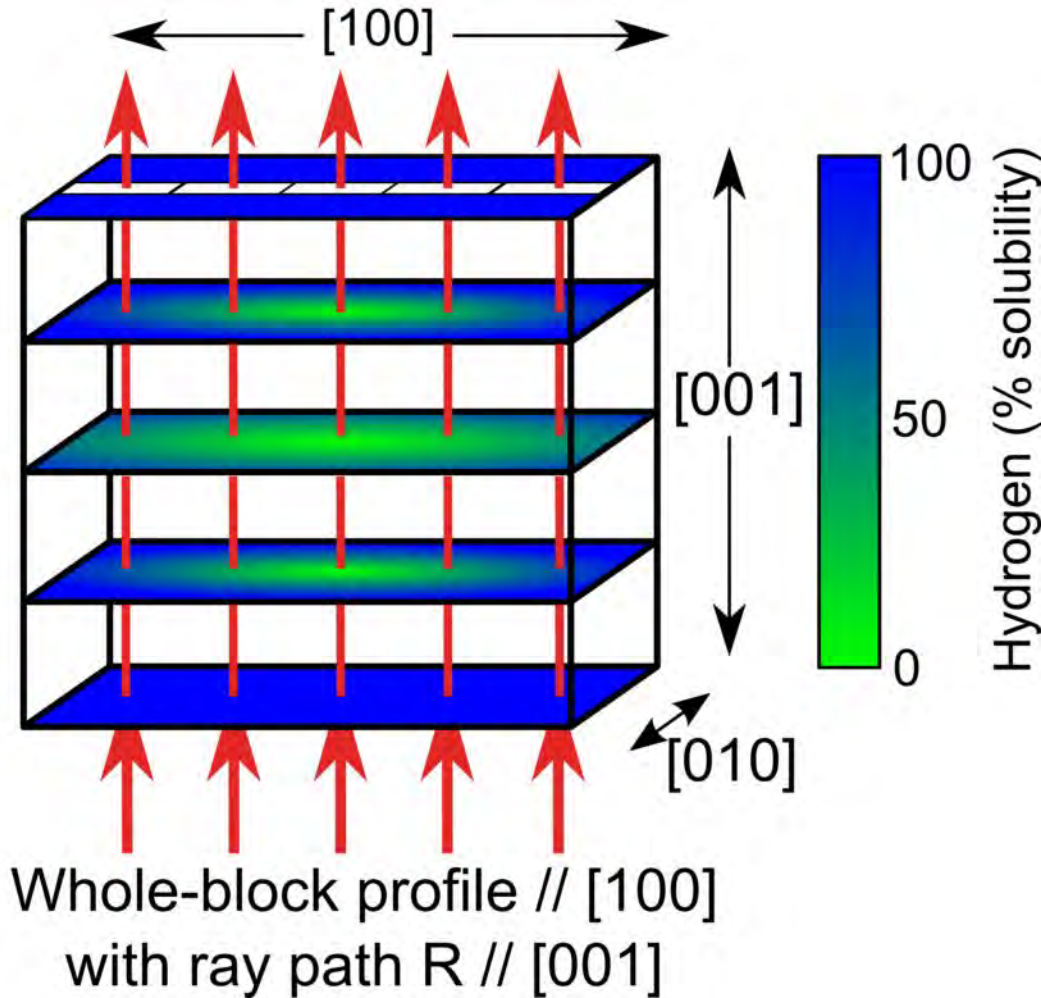 [100]
100
[001]
50
0
Hydrogen (% solubility)
[010]
Whole-block profile // [100]
with ray path R // [001]